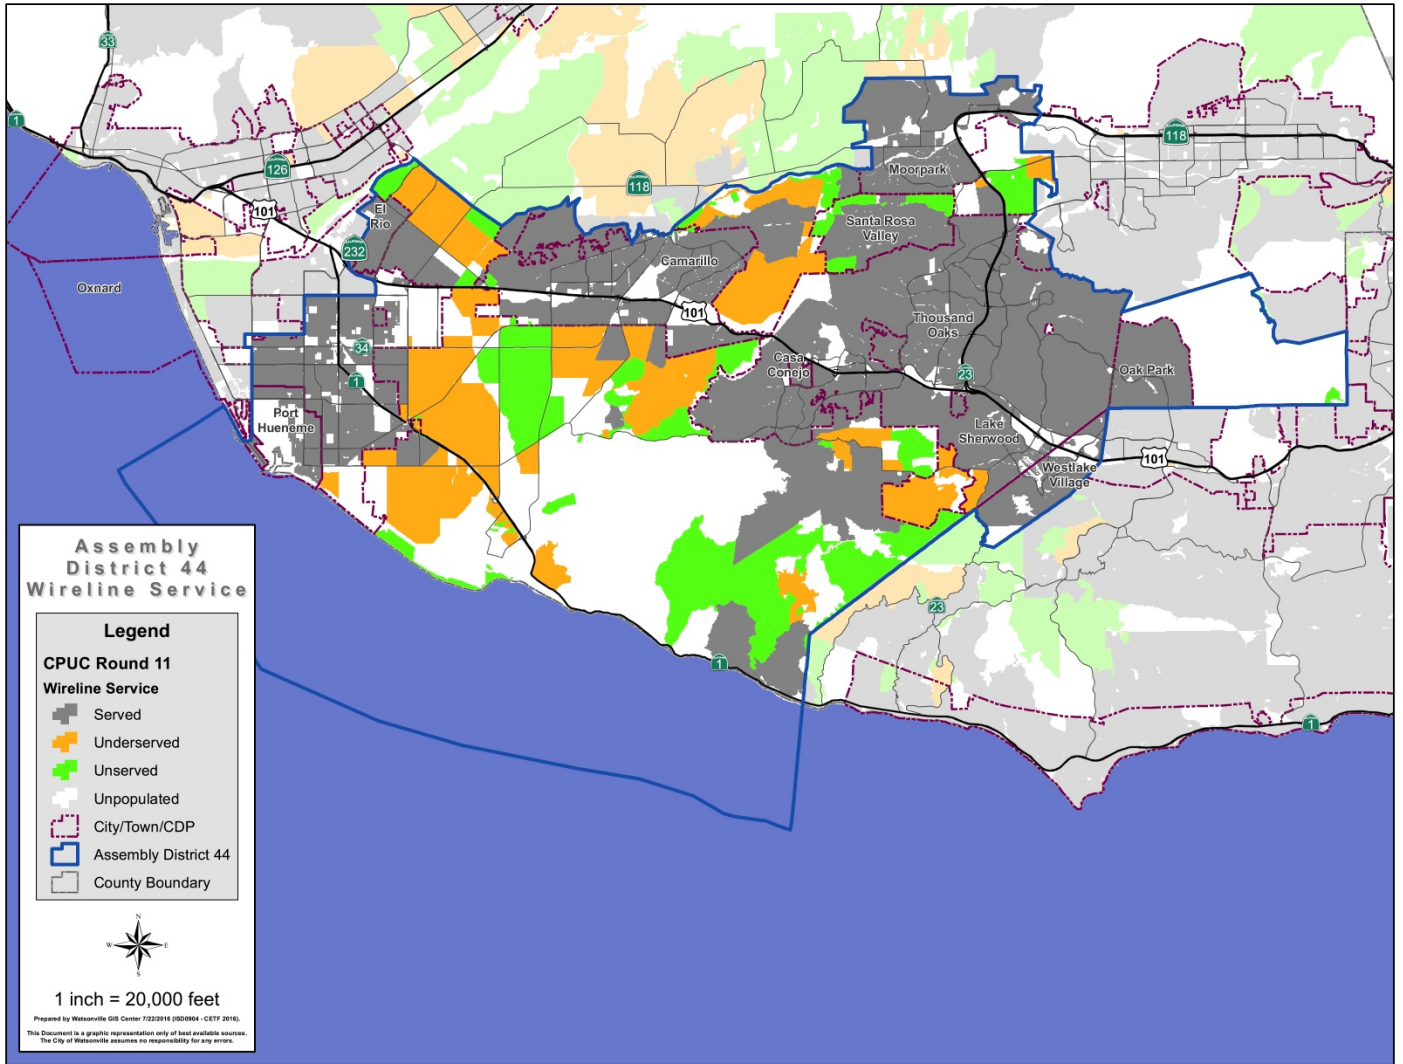 33
1
118
126
101
118
Moorpark
El
Rio
Santa Rosa
Valley
232
Camarillo
Oxnard
101
Thousand
Oaks
34
Casa
Conejo
23
Oak Park
1
Port
Hueneme
Lake
Sherwood
Westlake
Village
101
23
1
1
Assembly
District 44
Wireline Service
Legend
CPUC Round 11
Wireline Service
Served
Underserved
Unserved
Unpopulated
City/Town/CDP
Assembly District 44
County Boundary
N
W E
S
1 inch = 20,000 feet
Prepared by Watsonville GIS Center 7/22/2016 (ISD0904 - CETF 2016).
This Document is a graphic representation only of best available sources.
The City of Watsonville assumes no responsibility for any errors.